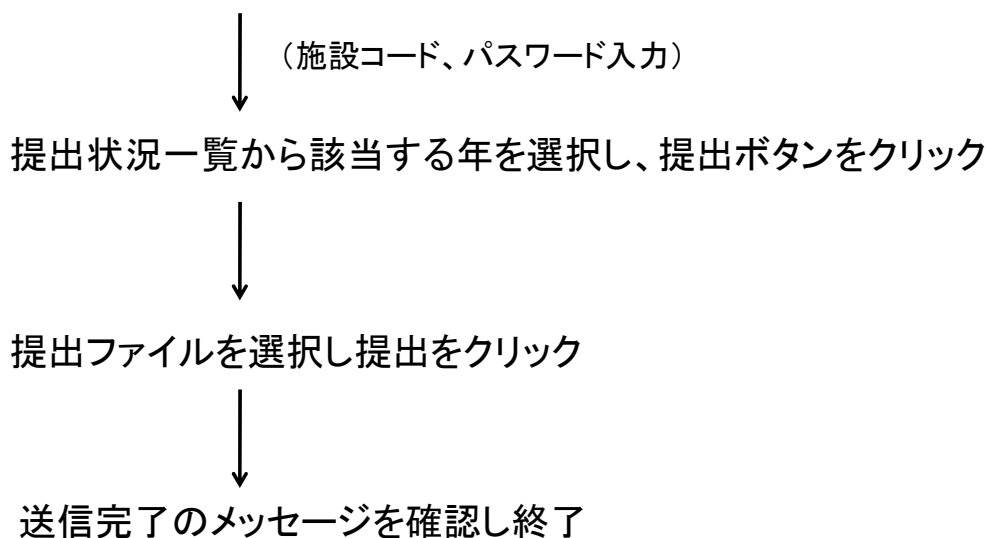 （施設コード、パスワード入力）
提出状況一覧から該当する年を選択し、提出ボタンをクリック
提出ファイルを選択し提出をクリック
送信完了のメッセージを確認し終了